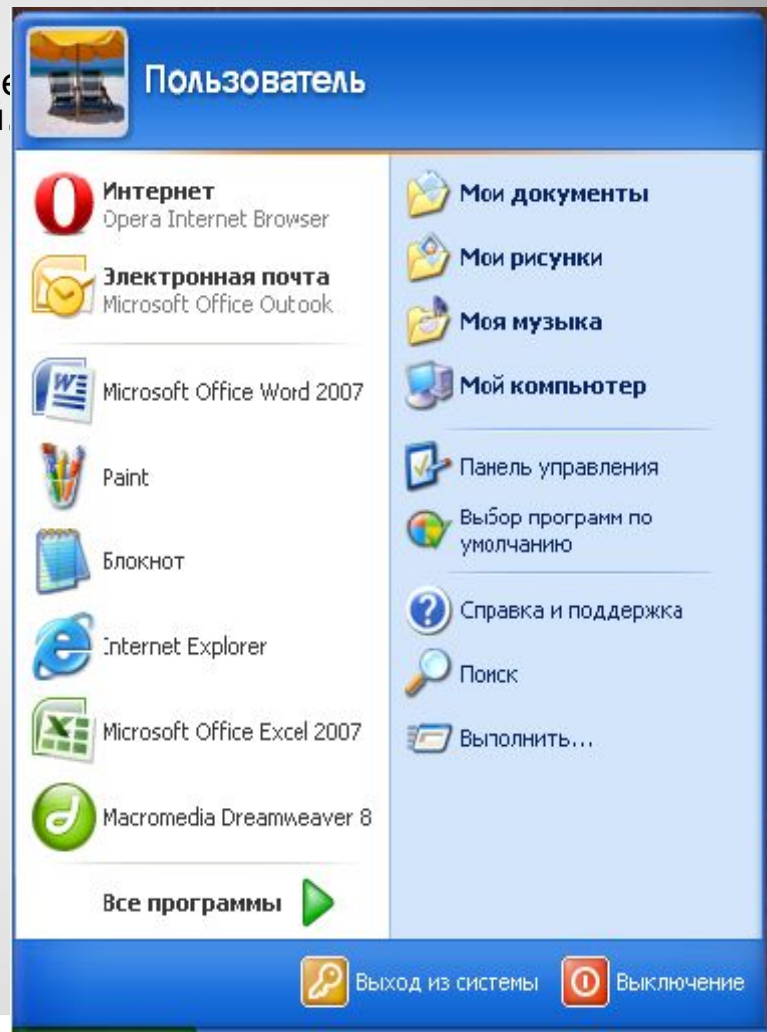 Пользователь
Интернет
Opera Internet Browser
Электронная почта
Microsoft Office Outook
Microsoft Office Word 2007
Paint
Блокнот
Internet Explorer
Microsoft Office Excel 2007
Macromedia Dreamweaver 8
Все программы
Мои документы
Мои рисунки
Моя музыка
Мой компьютер
Панель управления
Выбор программ по
умолчанию
Справка и поддержка
Поиск
Выполнить...
Выход из системы
Выключение